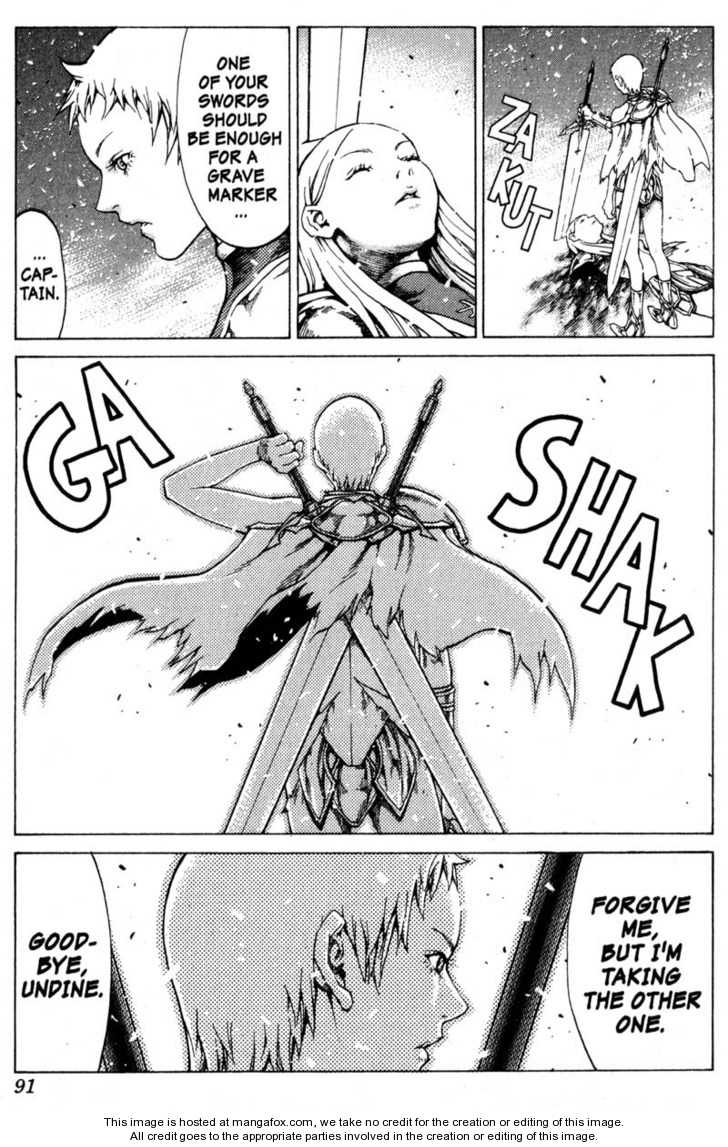 ONE
OF YOUR
SWORDS
SHOULD
BE ENOUGH
FOR A
GRAVE
MARKER
...
...
CAP-
TAIN.
ZA
KUT
GA
SHAK
GOOD-
BYE,
UNDINE.
FORGIVE
ME,
BUT I'M
TAKING
THE OTHER
ONE.
91
This image is hosted at mangafox.com, we take no credit for the creation or editing of this image.
All credit goes to the appropriate parties involved in the creation or editing of this image.